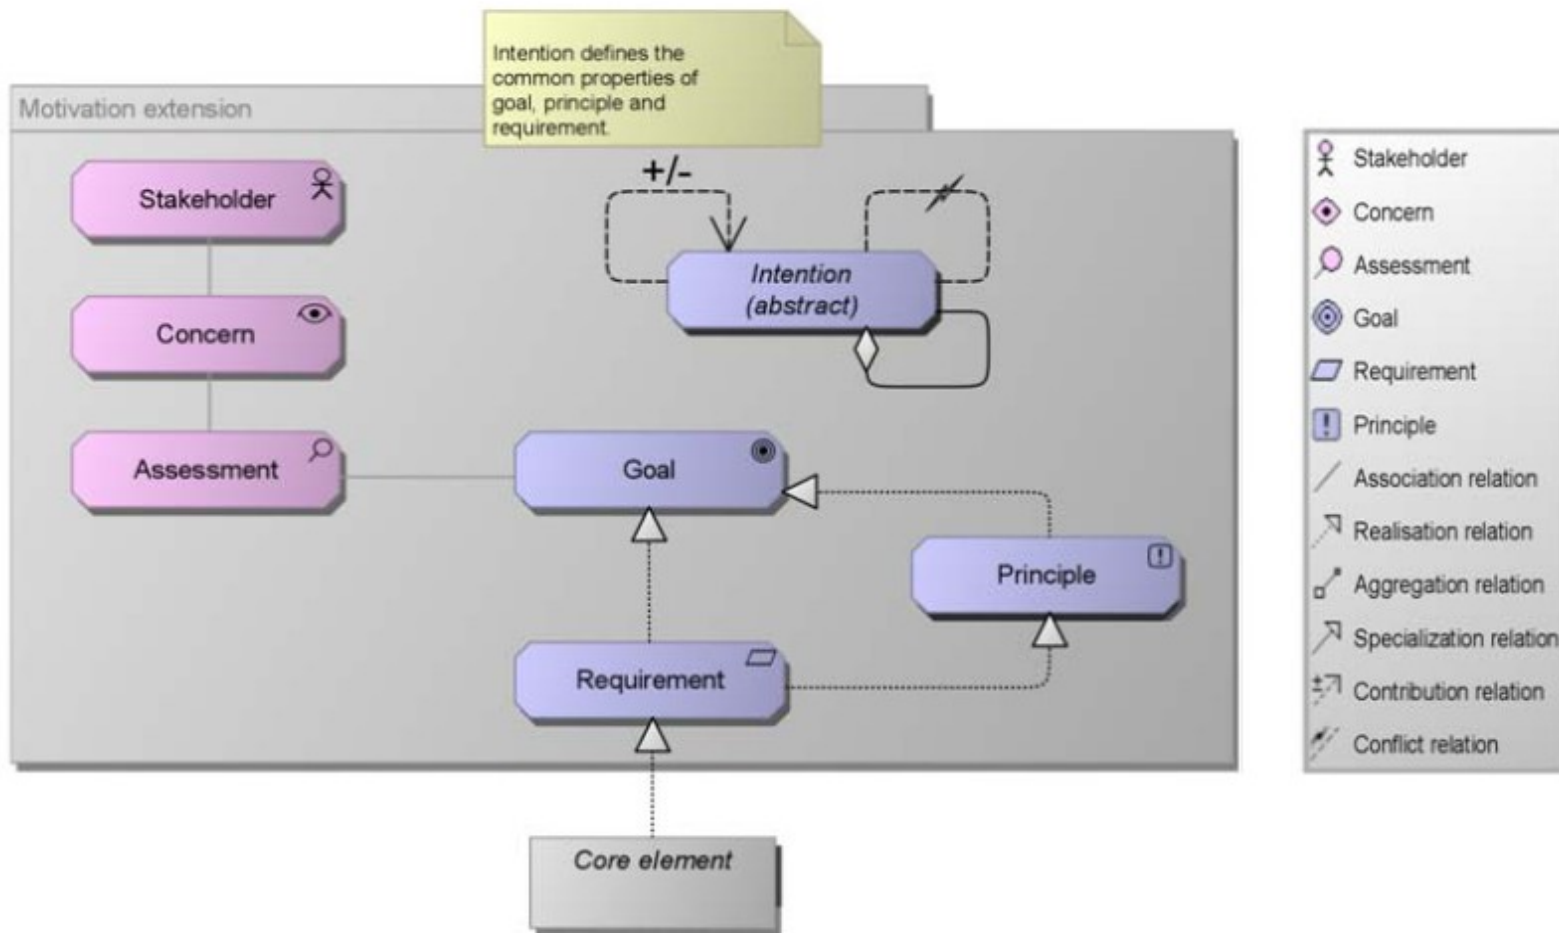 Intention defines the
common properties of
goal, principle and
requirement.
Motivation extension
Stakeholder
+/-
Concern
Intention
(abstract)
Assessment
Goal
Principle
Requirement
Core element
Stakeholder
Concern
Assessment
Goal
Requirement
Principle
Association relation
Realisation relation
Aggregation relation
Specialization relation
Contribution relation
Conflict relation